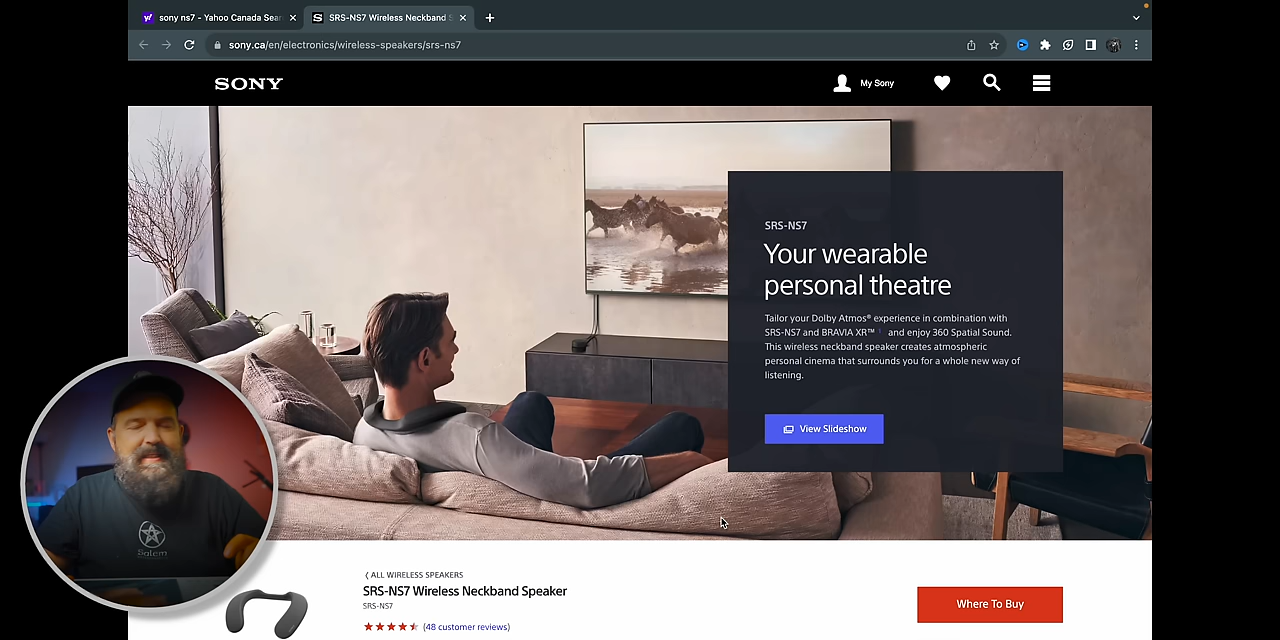 sony ns7 - Yahoo Canada Sear
SRS-NS7 Wireless Neckband S
sony.ca/en/electronics/wireless-speakers/srs-ns7
SONY
My Sony
SRS-NS7
Your wearable
personal theatre
Tailor your Dolby Atmos® experience in combination with
SRS-NS7 and BRAVIA XR™ and enjoy 360 Spatial Sound.
This wireless neckband speaker creates atmospheric
personal cinema that surrounds you for a whole new way of
listening.
View Slideshow
Salem
⟨ ALL WIRELESS SPEAKERS
SRS-NS7 Wireless Neckband Speaker
SRS-NS7
(48 customer reviews)
Where To Buy